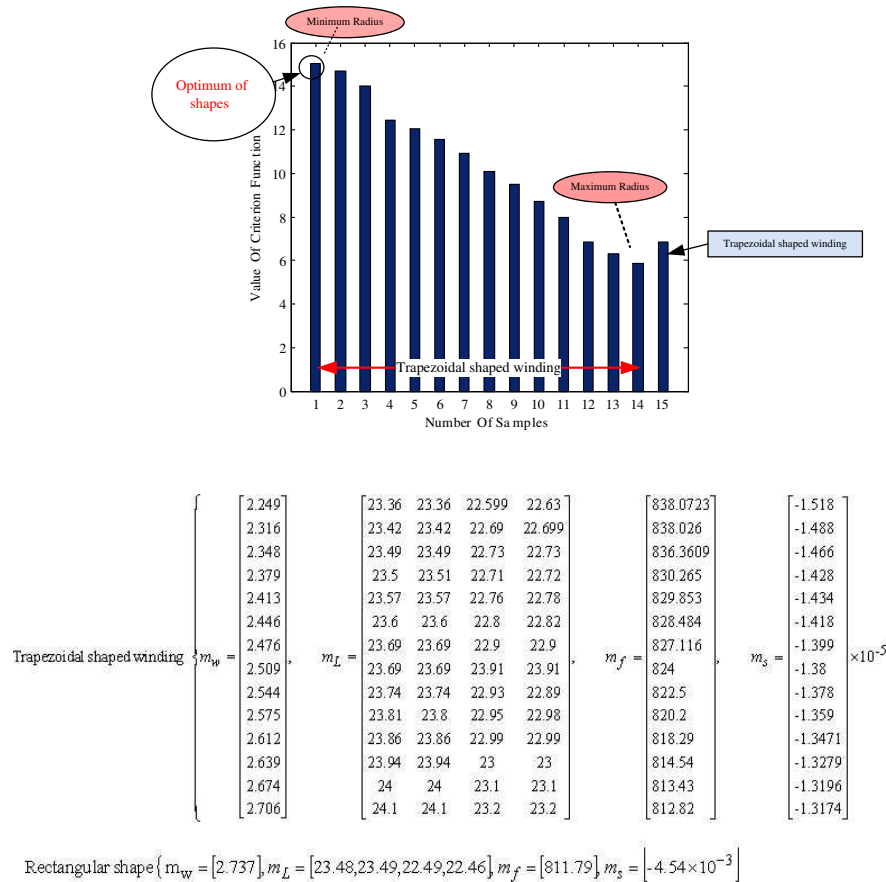 Minimum Radius
Optimum of
shapes
Value Of Criterion Function
16
14
12
10
8
6
4
2
0
Maximum Radius
Trapezoidal shaped winding
Trapezoidal shaped winding
1 2 3 4 5 6 7 8 9 10 11 12 13 14 15
Number Of Samples
Trapezoidal shaped winding { m_w = , m_L = , m_f = , m_s = ×10^-5
2.249 23.36 23.36 22.599 22.63 838.0723 -1.518
2.316 23.42 23.42 22.69 22.699 838.026 -1.488
2.348 23.49 23.49 22.73 22.73 836.3609 -1.466
2.379 23.5 23.51 22.71 22.72 830.265 -1.428
2.413 23.57 23.57 22.76 22.78 829.853 -1.434
2.446 23.6 23.6 22.8 22.82 828.484 -1.418
2.476 23.69 23.69 22.9 22.9 827.116 -1.399
2.509 23.69 23.69 23.91 23.91 824 -1.38
2.544 23.74 23.74 22.93 22.89 822.5 -1.378
2.575 23.81 23.8 22.95 22.98 820.2 -1.359
2.612 23.86 23.86 22.99 22.99 818.29 -1.3471
2.639 23.94 23.94 23 23 814.54 -1.3279
2.674 24 24 23.1 23.1 813.43 -1.3196
2.706 24.1 24.1 23.2 23.2 812.82 -1.3174
Rectangular shape { m_w = [2.737], m_L = [23.48,23.49,22.49,22.46], m_f = [811.79], m_s = ⌊-4.54×10^-3⌋